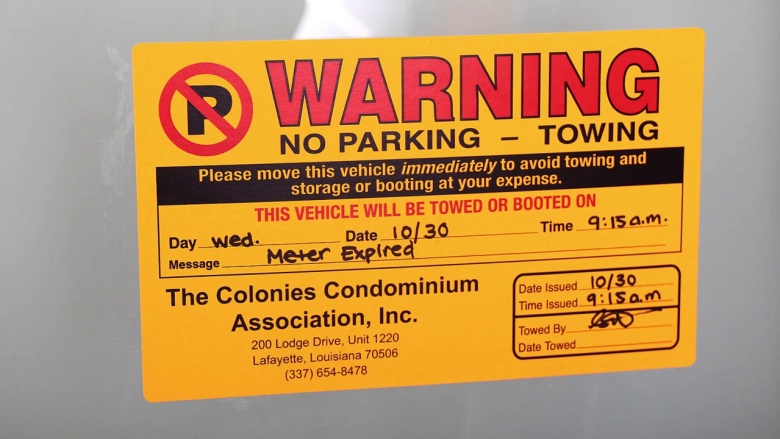 P
WARNING
NO PARKING – TOWING
Please move this vehicle immediately to avoid towing and
storage or booting at your expense.
THIS VEHICLE WILL BE TOWED OR BOOTED ON
Day wed. Date 10/30 Time 9:15 a.m.
Message Meter Expired
The Colonies Condominium
Association, Inc.
200 Lodge Drive, Unit 1220
Lafayette, Louisiana 70506
(337) 654-8478
Date Issued 10/30
Time Issued 9:15 a.m
Towed By
Date Towed